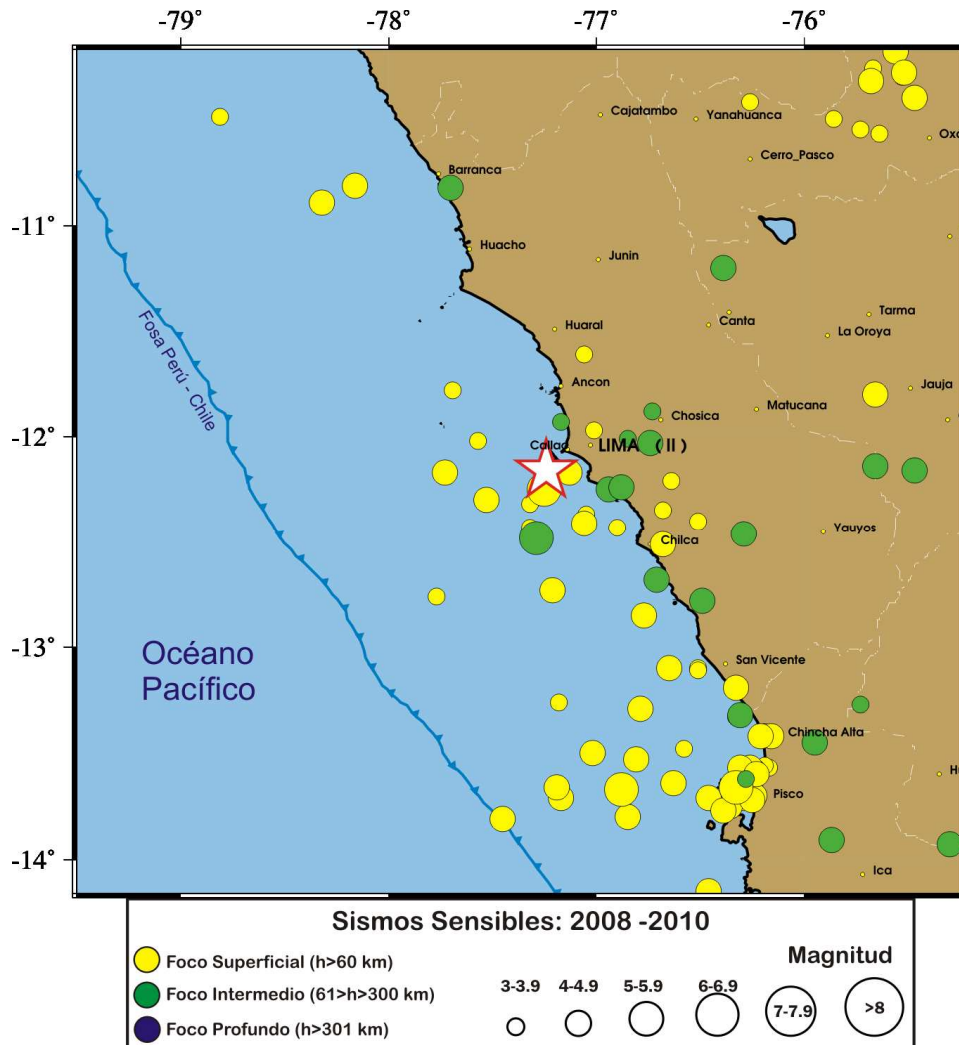 -79° -78° -77° -76°
Cajatambo
Yanahuanca
Cerro_Pasco
Barranca
-11°
Huacho
Junin
Fosa Perú - Chile
Huaral
Canta
Tarma
La Oroya
Ancon
Jauja
Matucana
Chosica
-12°
Callao
LIMA ( II )
Yauyos
Chilca
Océano
Pacífico
-13°
San Vicente
Chincha Alta
Pisco
-14°
Ica
Sismos Sensibles: 2008 -2010
Magnitud
Foco Superficial (h>60 km)
Foco Intermedio (61>h>300 km)
Foco Profundo (h>301 km)
3-3.9 4-4.9 5-5.9 6-6.9 7-7.9 >8